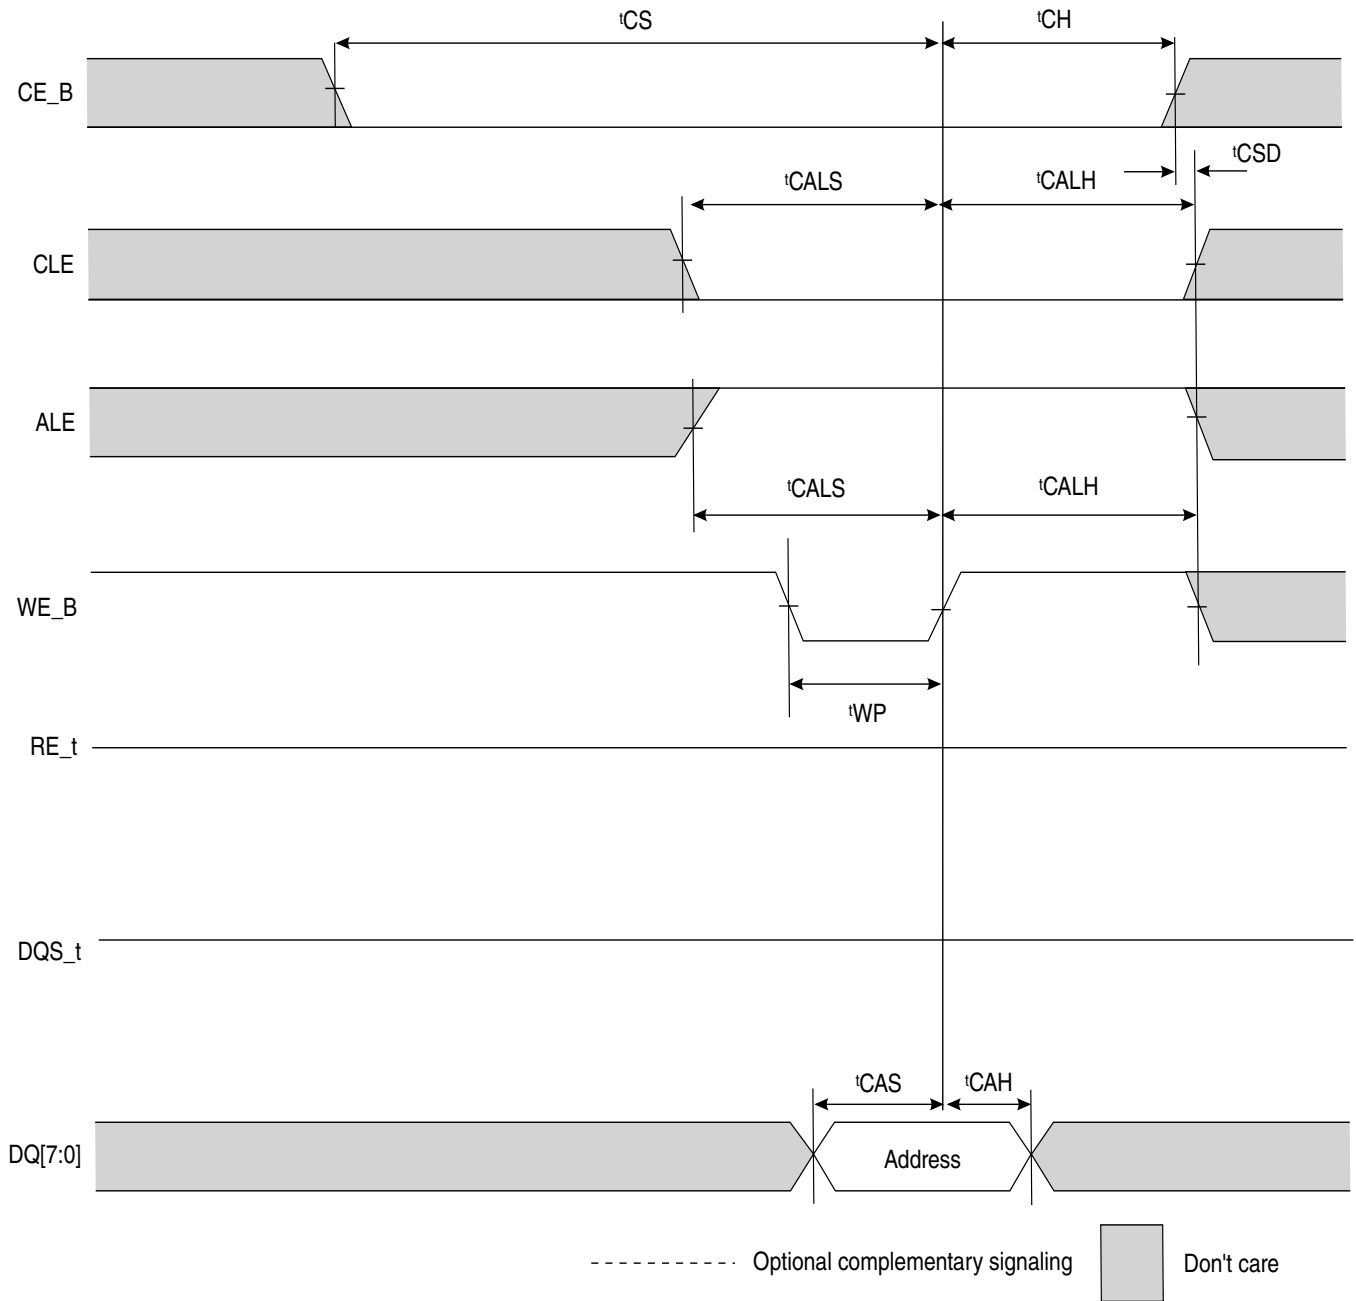 tCS
tCH
CE_B
tCSD
tCALS
tCALH
CLE
ALE
tCALS
tCALH
WE_B
tWP
RE_t
DQS_t
tCAS
tCAH
DQ[7:0]
Address
Optional complementary signaling
Don't care